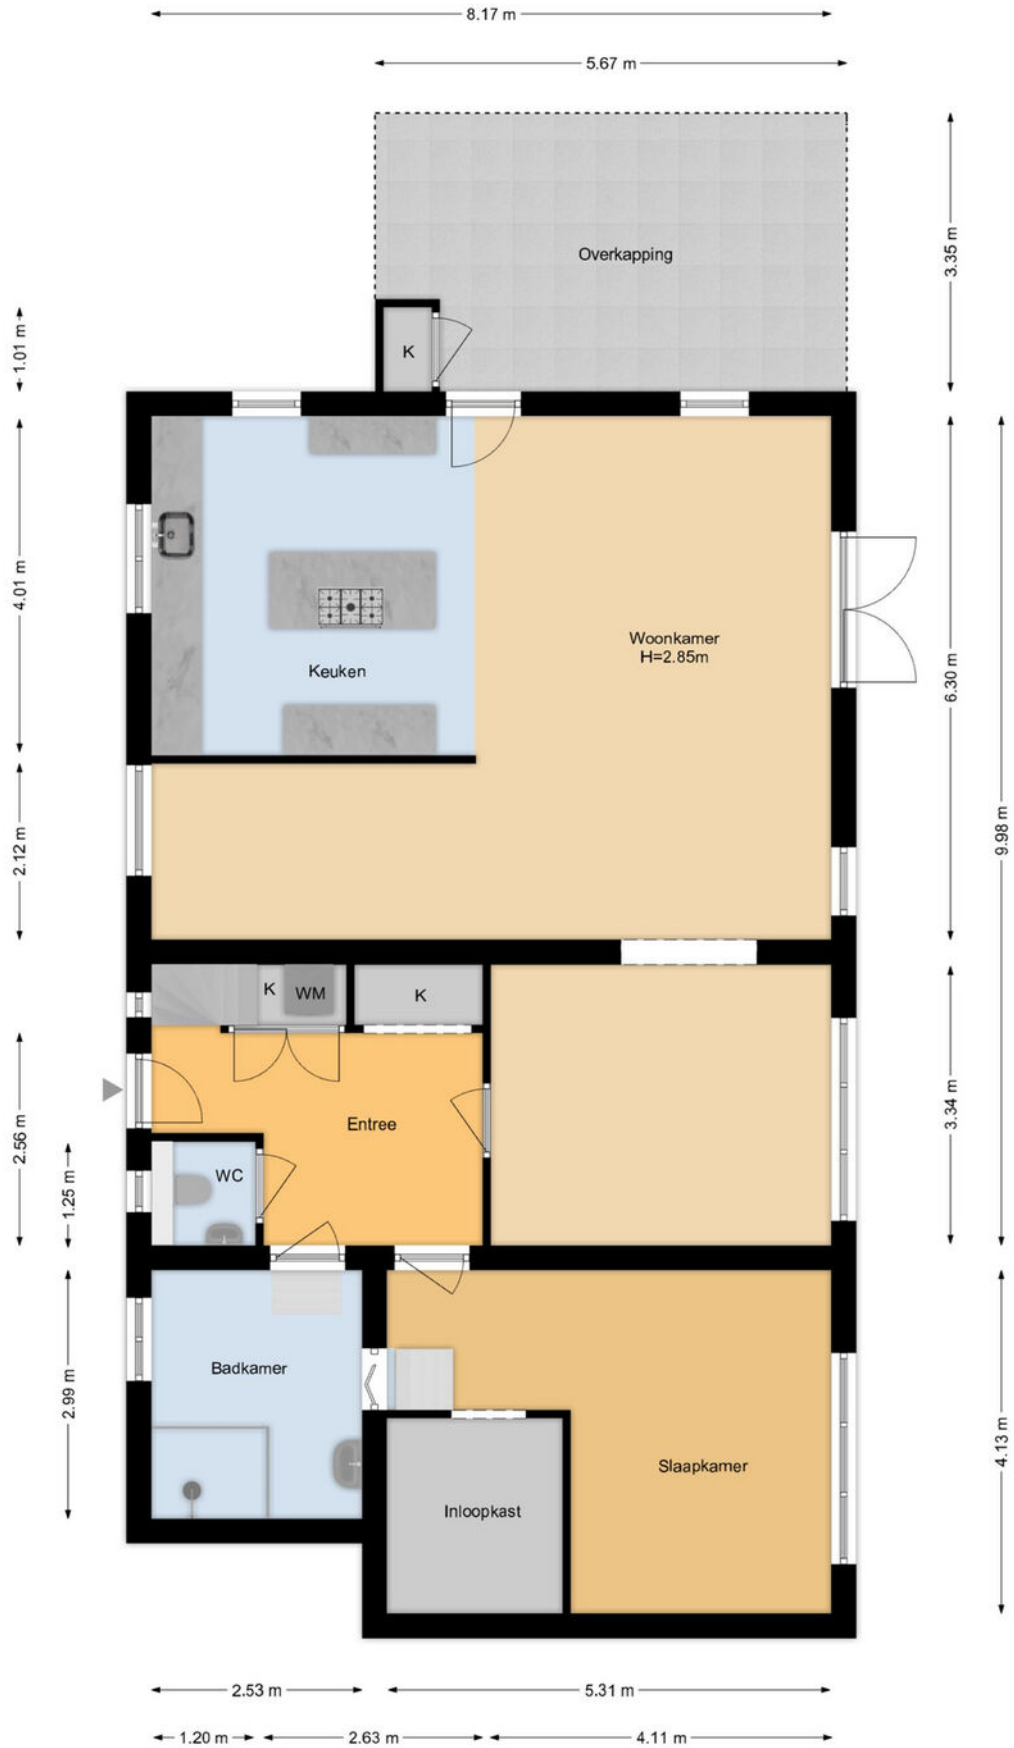 8.17 m
5.67 m
Overkapping
3.35 m
1.01 m
K
4.01 m
Woonkamer
H=2.85m
Keuken
6.30 m
9.98 m
2.12 m
K
WM
K
Entree
2.56 m
3.34 m
WC
1.25 m
Badkamer
2.99 m
Slaapkamer
4.13 m
Inloopkast
2.53 m
5.31 m
1.20 m
2.63 m
4.11 m